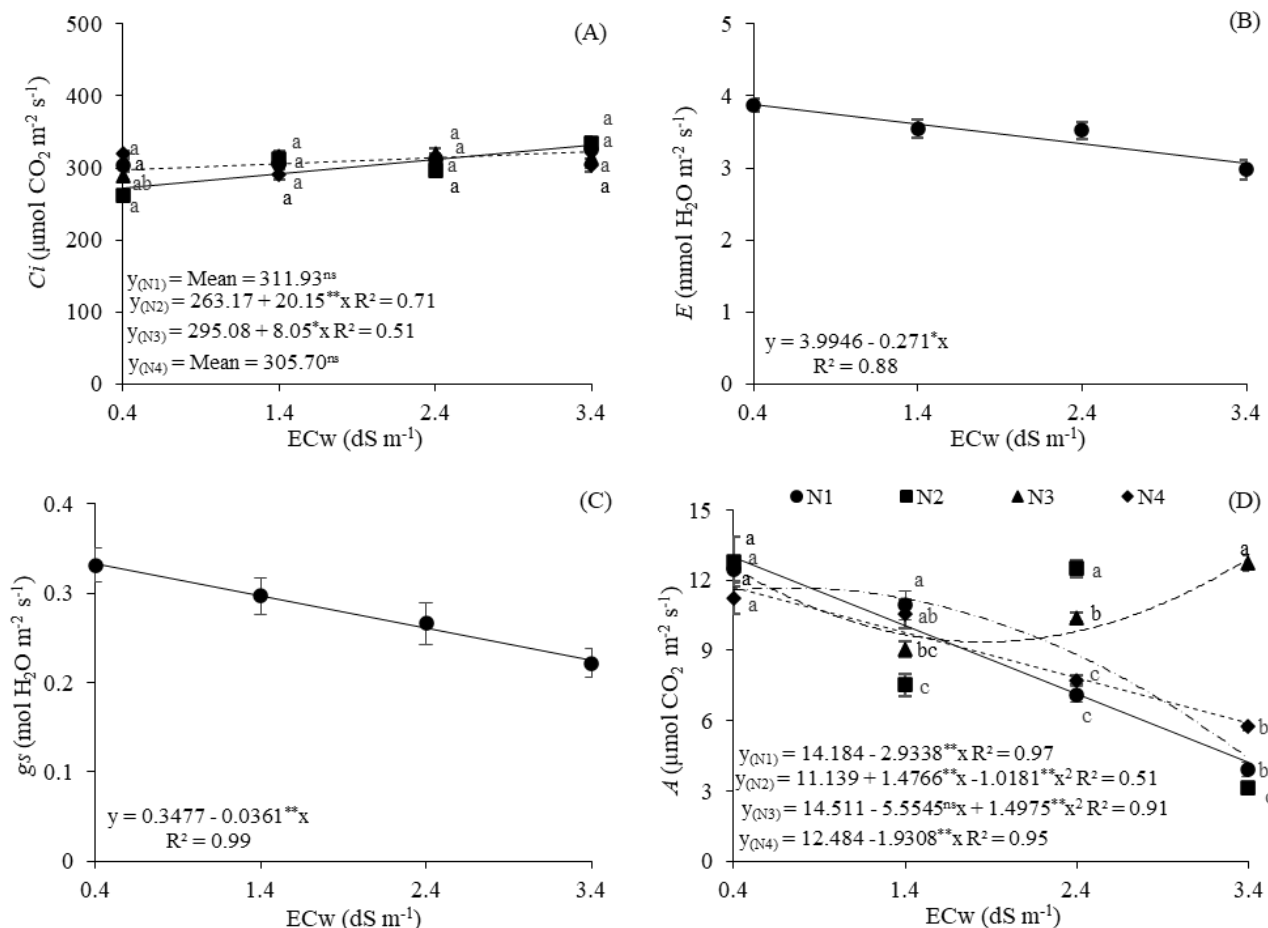 (A)
500
400
300
200
100
0
Ci (µmol CO₂ m⁻² s⁻¹)
a
a
ab
a
a
a
a
a
a
a
a
a
a
a
a
a
y(N1) = Mean = 311.93ns
y(N2) = 263.17 + 20.15**x R² = 0.71
y(N3) = 295.08 + 8.05*x R² = 0.51
y(N4) = Mean = 305.70ns
0.4 1.4 2.4 3.4
ECw (dS m⁻¹)
(B)
5
4
3
2
1
0
E (mmol H₂O m⁻² s⁻¹)
y = 3.9946 - 0.271*x
R² = 0.88
0.4 1.4 2.4 3.4
ECw (dS m⁻¹)
(C)
0.4
0.3
0.2
0.1
0
gs (mol H₂O m⁻² s⁻¹)
y = 0.3477 - 0.0361**x
R² = 0.99
0.4 1.4 2.4 3.4
ECw (dS m⁻¹)
N1 N2 N3 N4 (D)
15
12
9
6
3
0
A (µmol CO₂ m⁻² s⁻¹)
a
a
a
a
a
ab
bc
c
a
b
c
c
a
b
b
c
y(N1) = 14.184 - 2.9338**x R² = 0.97
y(N2) = 11.139 + 1.4766**x -1.0181**x² R² = 0.51
y(N3) = 14.511 - 5.5545nsx + 1.4975**x² R² = 0.91
y(N4) = 12.484 -1.9308**x R² = 0.95
0.4 1.4 2.4 3.4
ECw (dS m⁻¹)